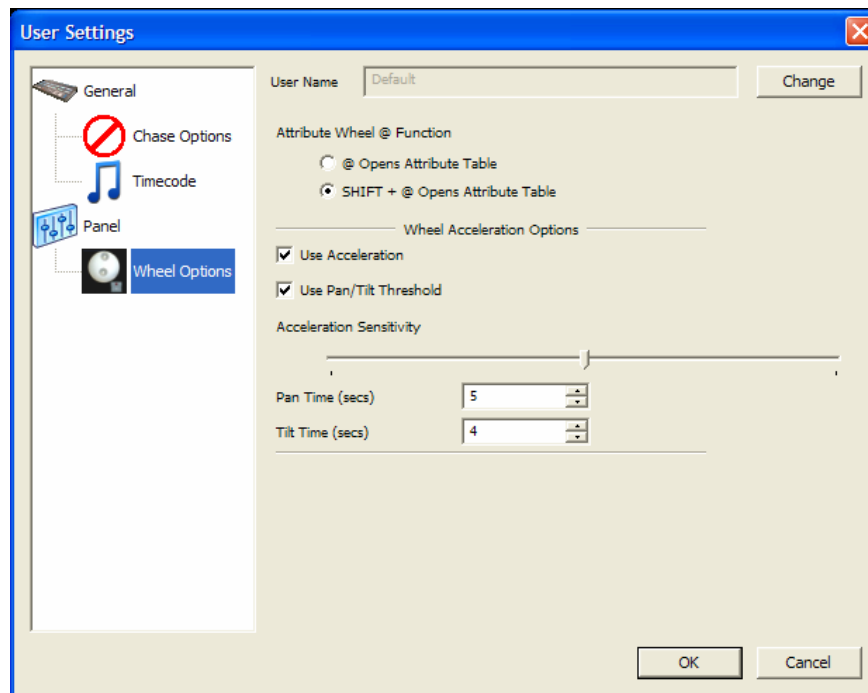 User Settings
General
Chase Options
Timecode
Panel
Wheel Options
User Name Default Change
Attribute Wheel @ Function
@ Opens Attribute Table
SHIFT + @ Opens Attribute Table
Wheel Acceleration Options
Use Acceleration
Use Pan/Tilt Threshold
Acceleration Sensitivity
Pan Time (secs) 5
Tilt Time (secs) 4
OK Cancel